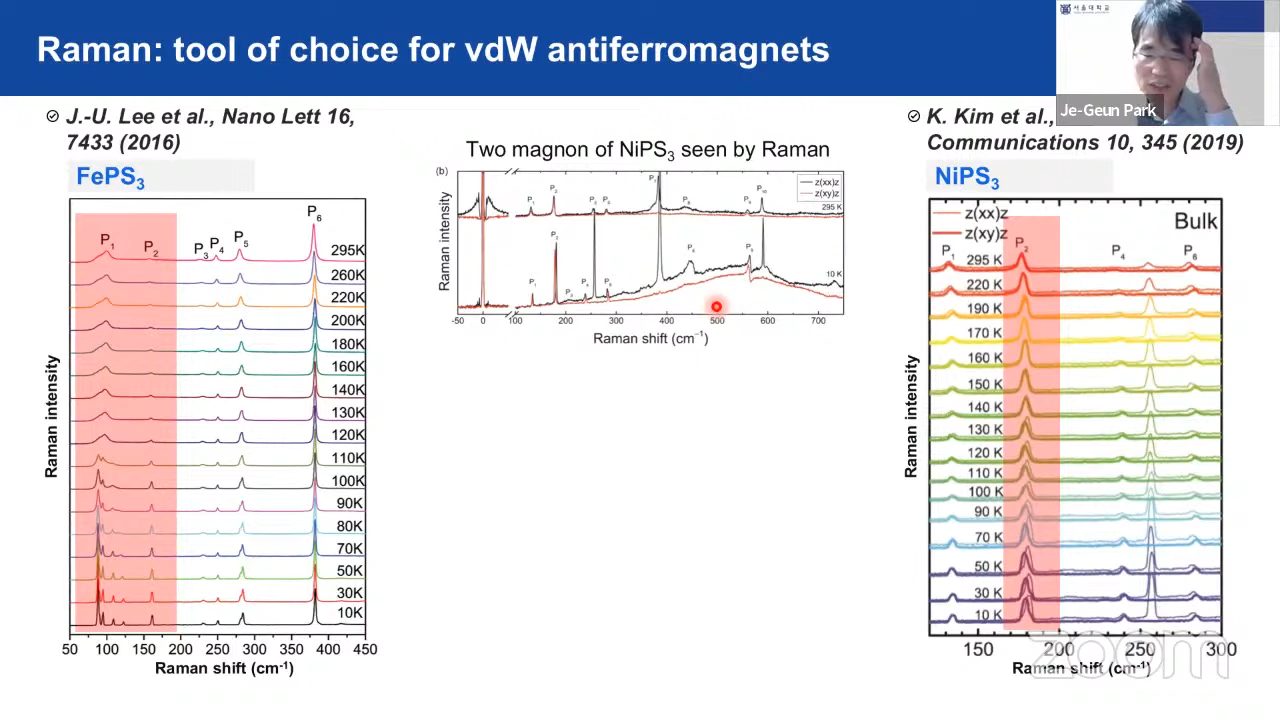 Raman: tool of choice for vdW antiferromagnets
서울대학교
Je-Geun Park
J.-U. Lee et al., Nano Lett 16,
7433 (2016)
FePS3
P1
P2
P3
P4
P5
P6
295K
260K
220K
200K
180K
160K
140K
130K
120K
110K
100K
90K
80K
70K
50K
30K
10K
Raman intensity
50 100 150 200 250 300 350 400 450
Raman shift (cm-1)
Two magnon of NiPS3 seen by Raman
(b)
z(xx)z
z(xy)z
295 K
10 K
Raman intensity
-50 0 100 200 300 400 500 600 700
Raman shift (cm−1)
K. Kim et al.,
Communications 10, 345 (2019)
NiPS3
z(xx)z
z(xy)z
Bulk
P1
P2
P4
P6
295 K
220 K
190 K
170 K
160 K
150 K
140 K
130 K
120 K
110 K
100 K
90 K
70 K
50 K
30 K
10 K
Raman intensity
150 200 250 300
Raman shift (cm-1)
zoom